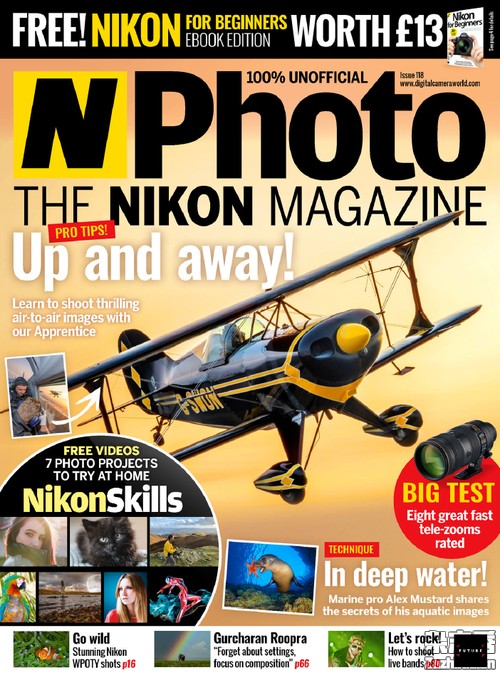 FREE! NIKON FOR BEGINNERS EBOOK EDITION WORTH £13
Nikon
for Beginners
100% UNOFFICIAL
Issue 118
www.digitalcameraworld.com
N Photo
THE NIKON MAGAZINE
PRO TIPS!
Up and away!
Learn to shoot thrilling
air-to-air images with
our Apprentice
G-SWON
FREE VIDEOS
7 PHOTO PROJECTS
TO TRY AT HOME
NikonSkills
BIG TEST
Eight great fast
tele-zooms
rated
TECHNIQUE
In deep water!
Marine pro Alex Mustard shares
the secrets of his aquatic images
Go wild
Stunning Nikon
WPOTY shots p16
Gurcharan Roopra
"Forget about settings,
focus on composition" p66
Let's rock!
How to shoot
live bands p80
FUTURE